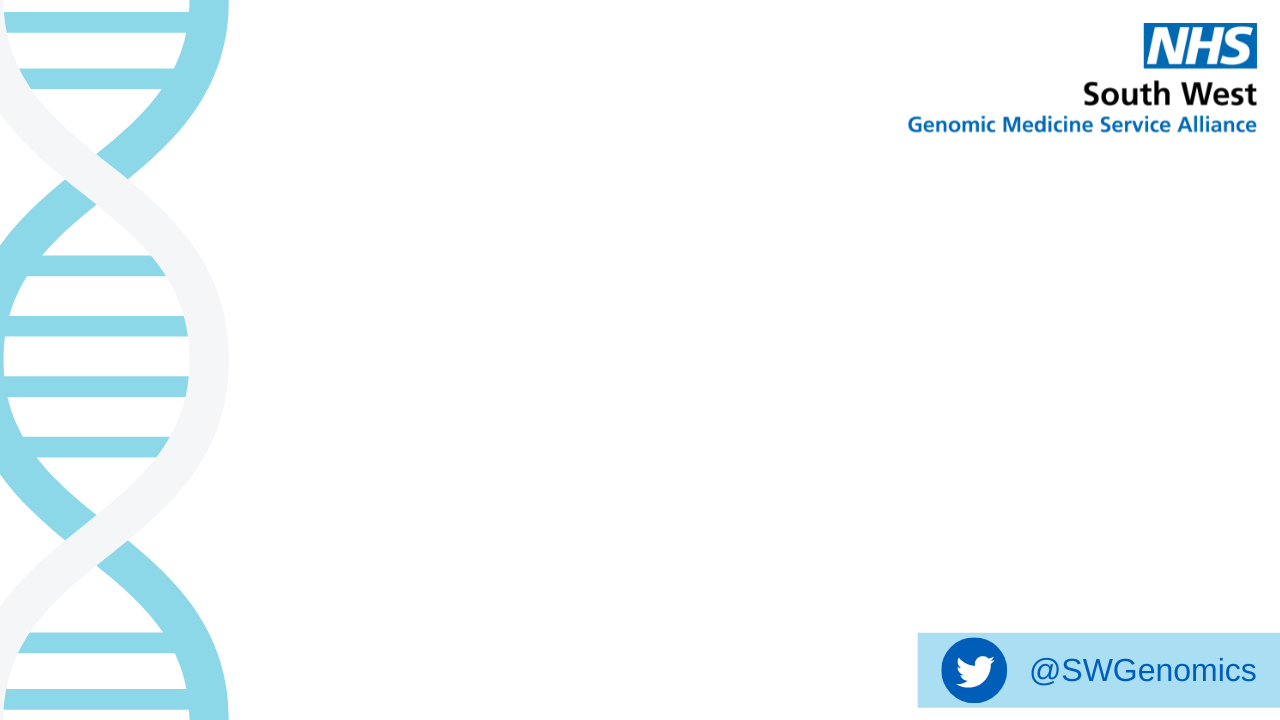 NHS
South West
Genomic Medicine Service Alliance
@SWGenomics